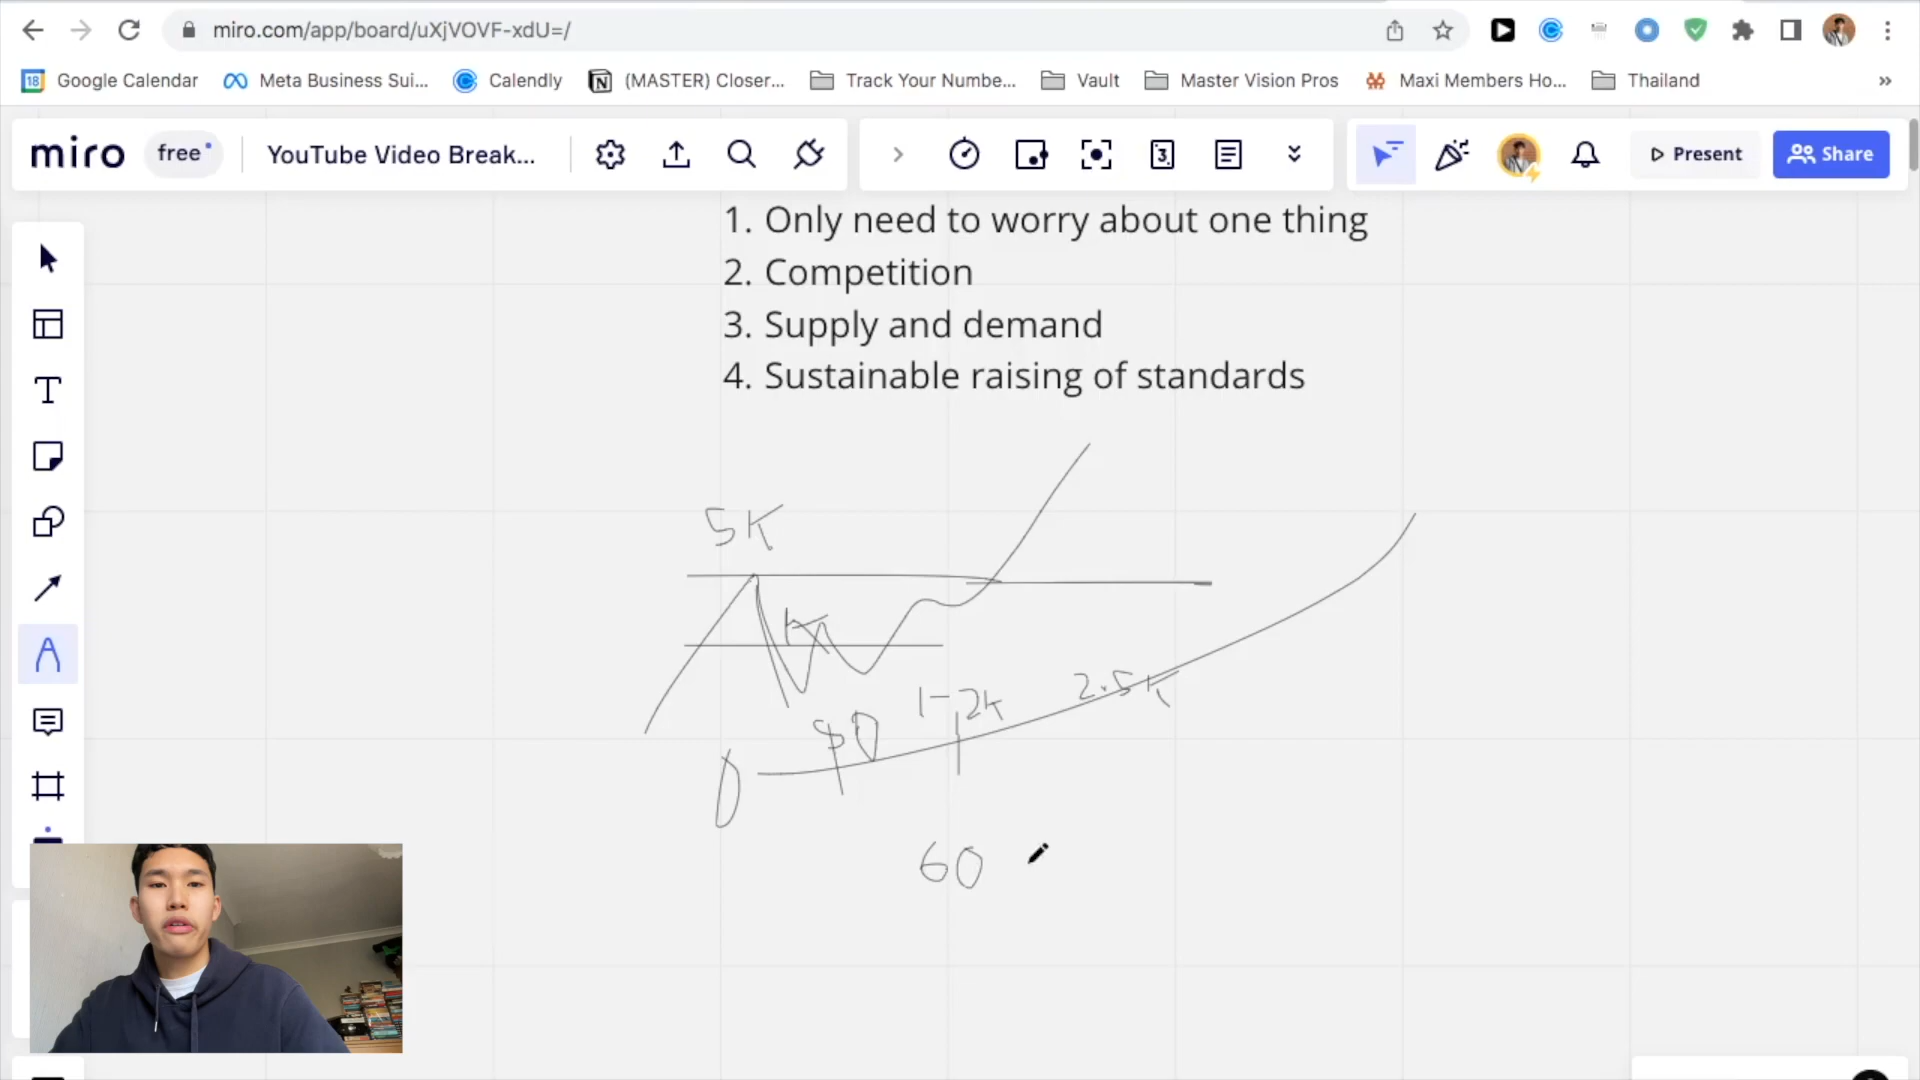 miro.com/app/board/uXjVOVF-xdU=/
18 Google Calendar Meta Business Sui... Calendly (MASTER) Closer... Track Your Numbe... Vault Master Vision Pros Maxi Members Ho... Thailand »
miro free YouTube Video Break... 3 Present Share
1. Only need to worry about one thing
2. Competition
3. Supply and demand
4. Sustainable raising of standards
5K
1K
1-2K 2.5K
$0
0
60